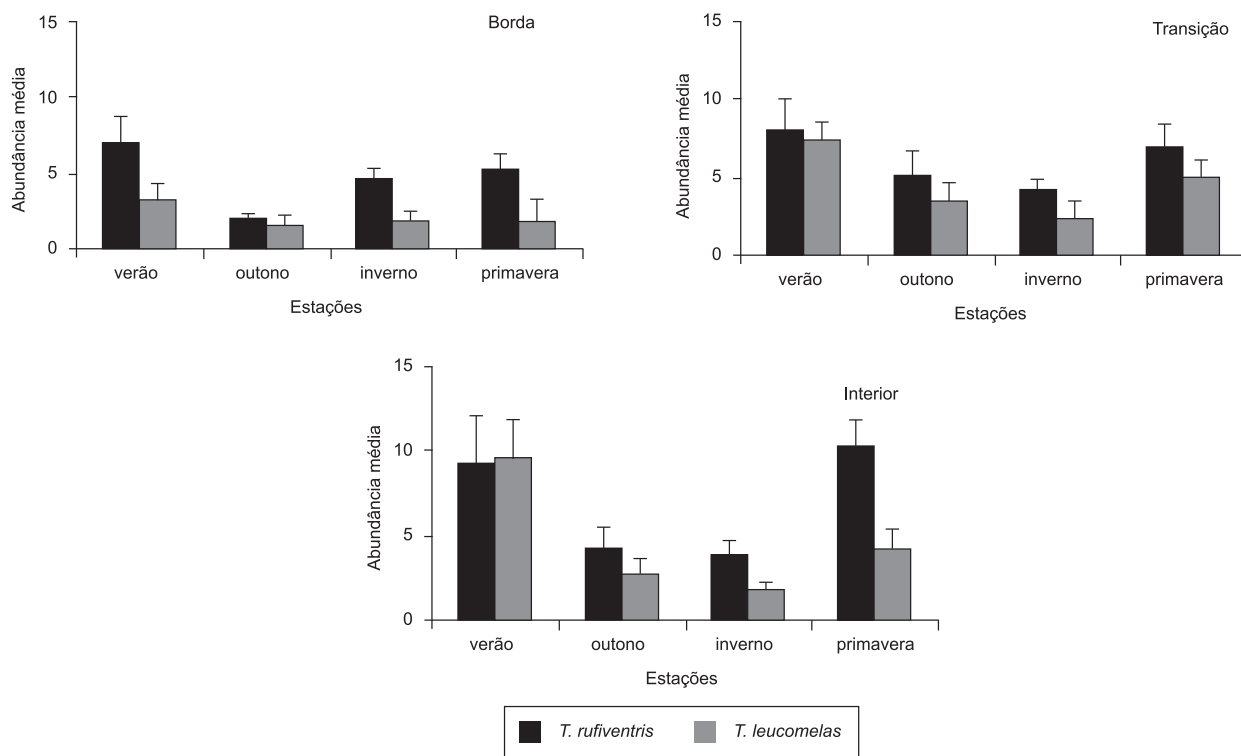 Borda
Abundância média
15
10
5
0
verão outono inverno primavera
Estações
Transição
Abundância média
15
10
5
0
verão outono inverno primavera
Estações
Interior
Abundância média
15
10
5
0
verão outono inverno primavera
Estações
T. rufiventris T. leucomelas